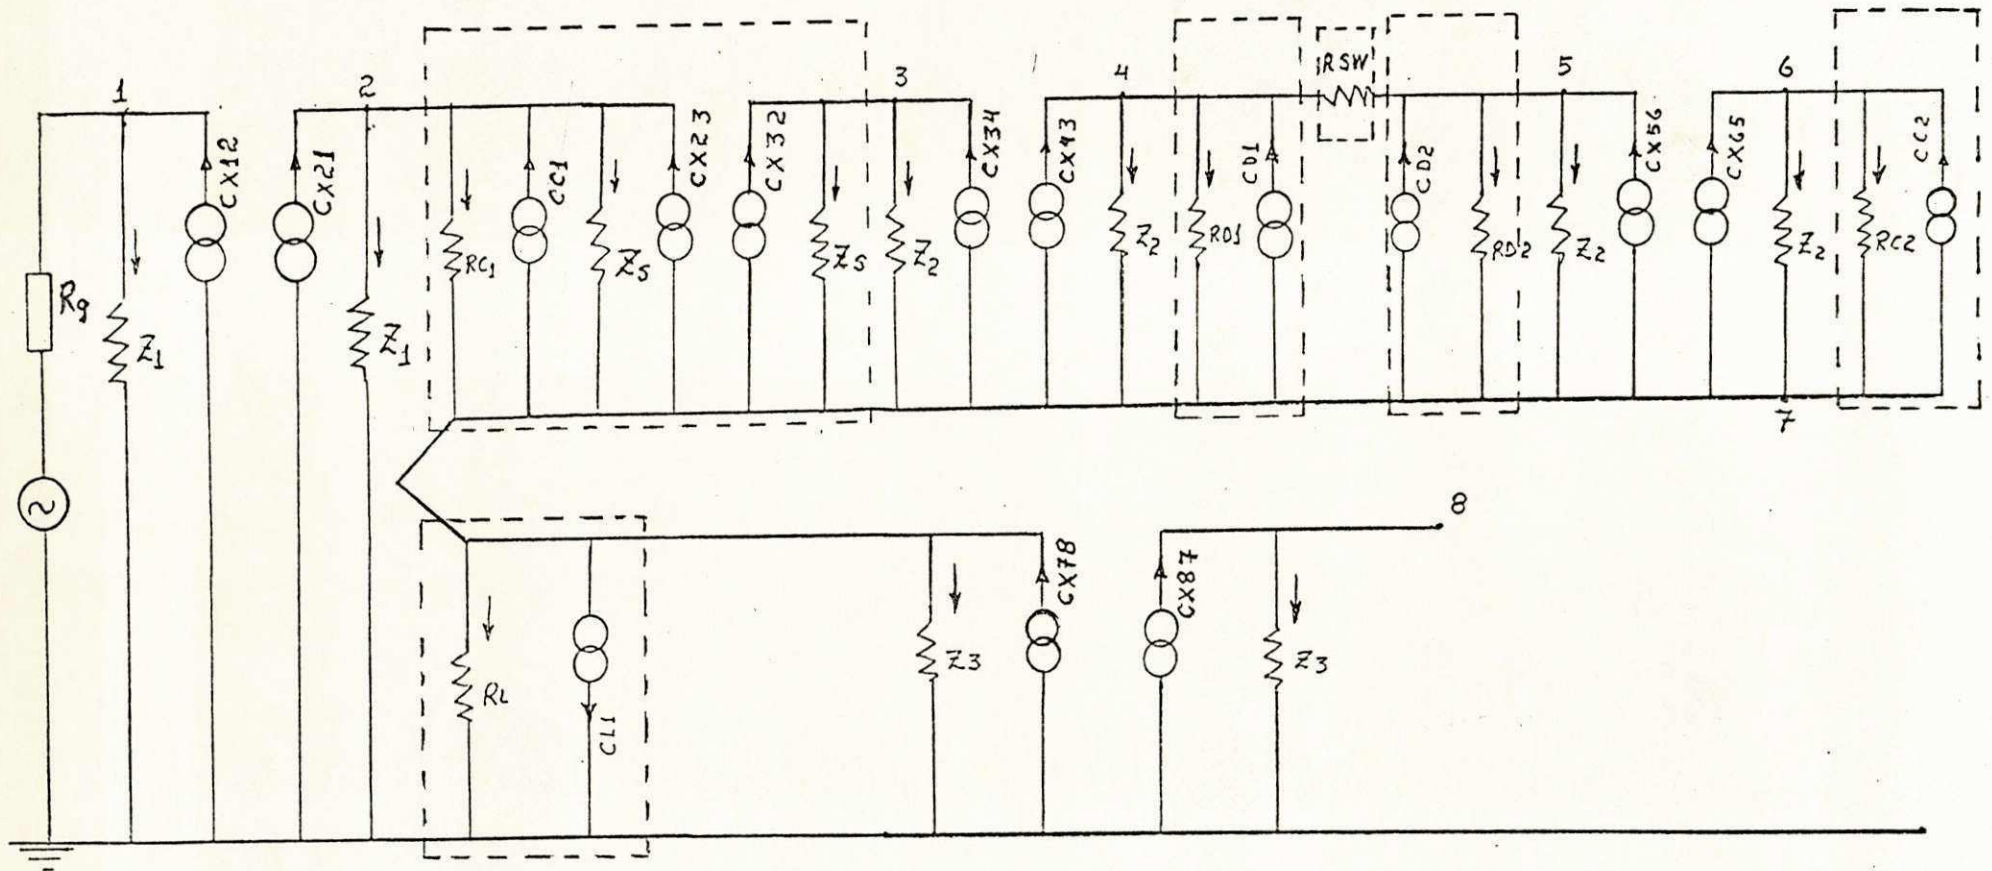 1
2
3
4
5
6
RSW
CX12
CX21
CC1
CX23
CX32
CX34
CX43
CD1
CD2
CX56
CX65
CC2
Rg
Z1
Z1
RC1
Zs
Zs
Z2
Z2
RD1
RD2
Z2
Z2
RC2
7
8
RL
CL1
Z3
CX78
CX87
Z3